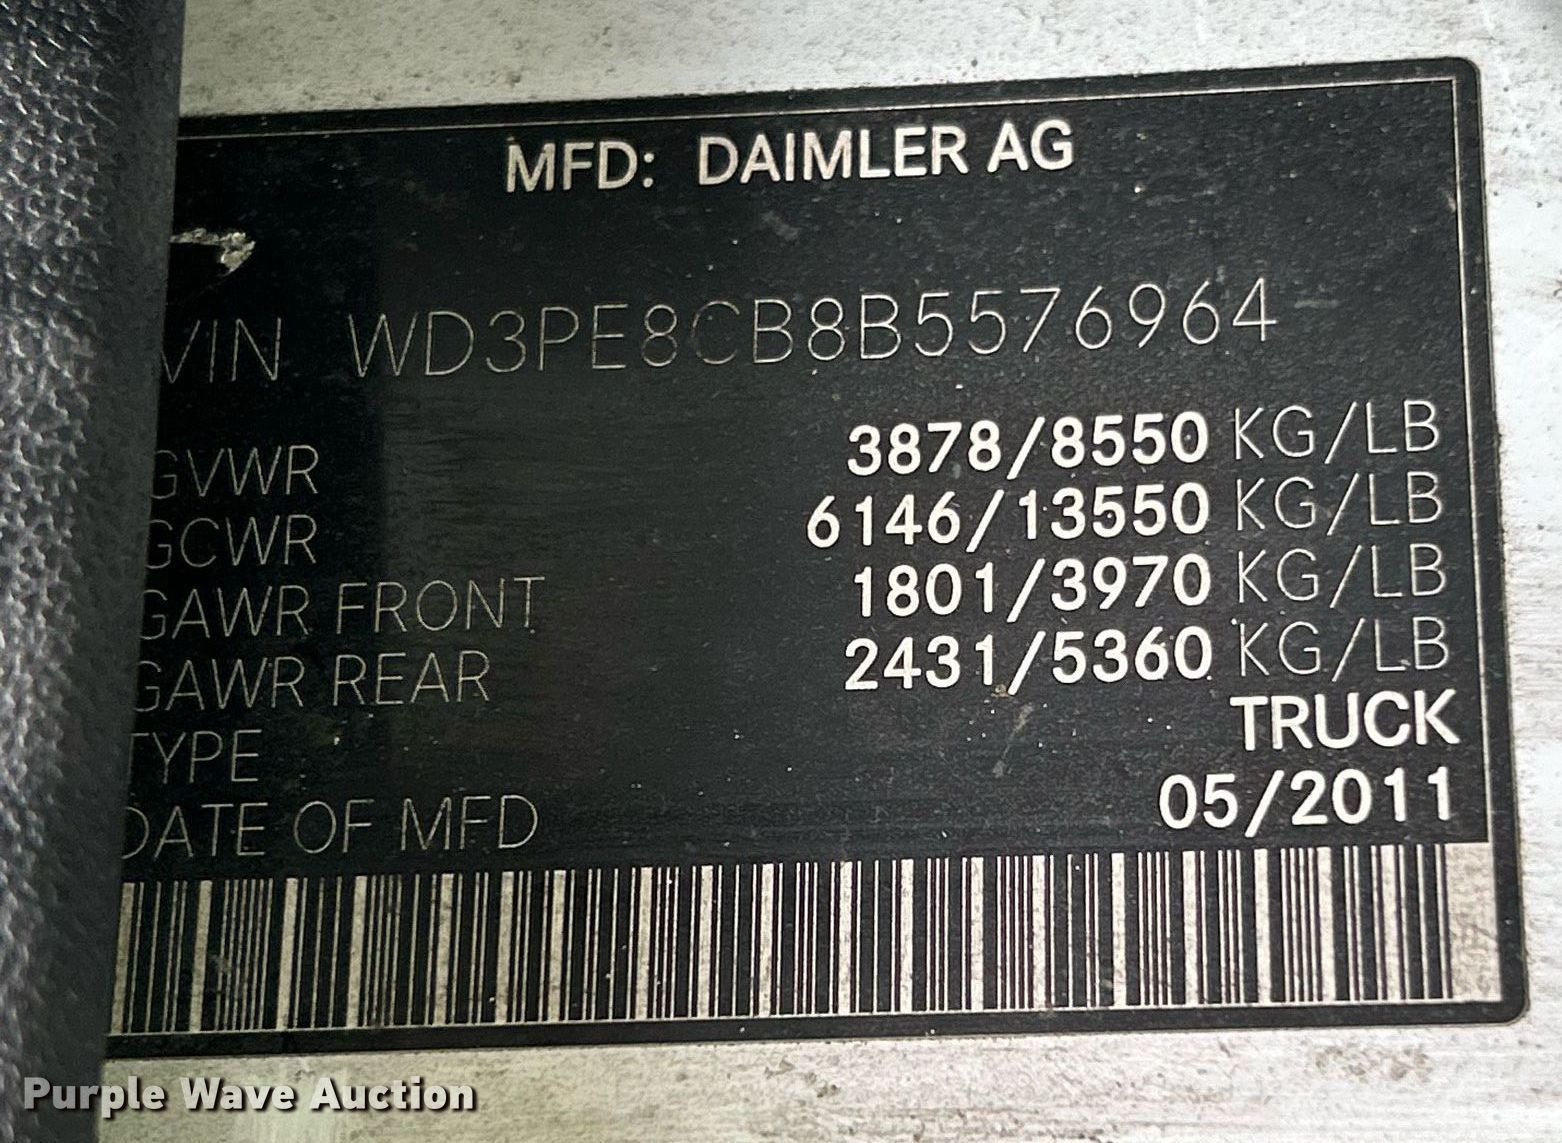 MFD: DAIMLER AG
VIN WD3PE8CB8B5576964
GVWR 3878/8550 KG/LB
GCWR 6146/13550 KG/LB
GAWR FRONT 1801/3970 KG/LB
GAWR REAR 2431/5360 KG/LB
TYPE TRUCK
DATE OF MFD 05/2011
Purple Wave Auction